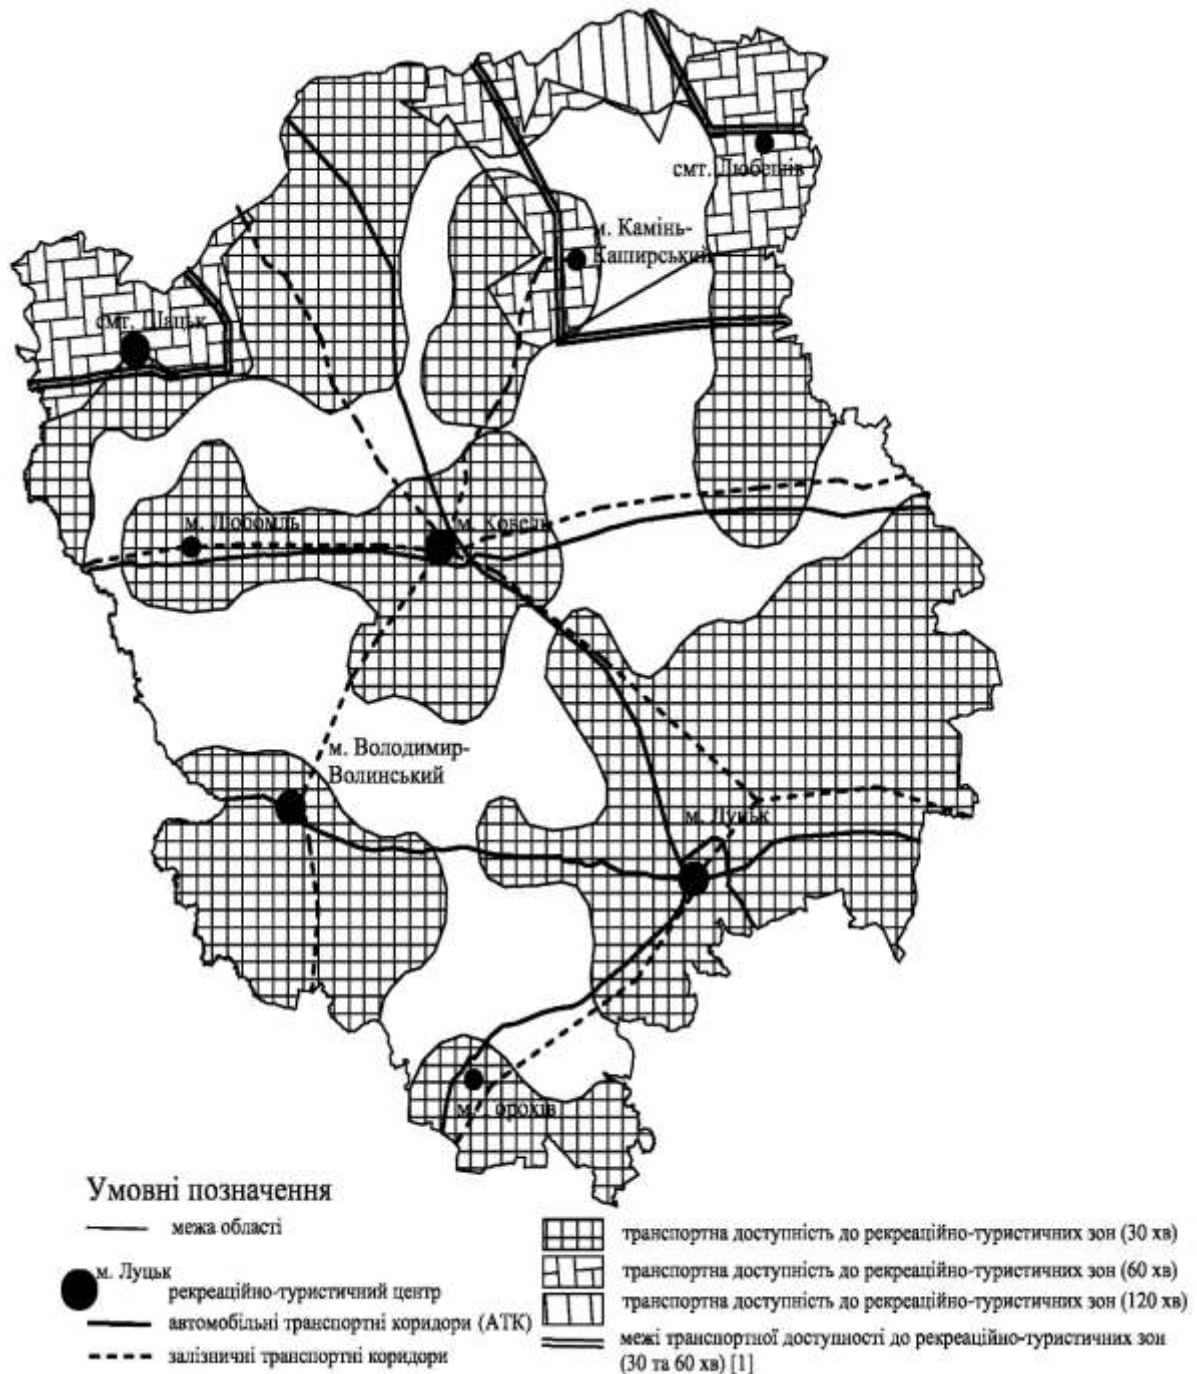 смт. Любешів
м. Камінь-
Каширський
смт. Шацьк
м. Любомль
м. Ковель
м. Володимир-
Волинський
м. Луцьк
м. Горохів
Умовні позначення
межа області
м. Луцьк
рекреаційно-туристичний центр
автомобільні транспортні коридори (АТК)
залізничні транспортні коридори
транспортна доступність до рекреаційно-туристичних зон (30 хв)
транспортна доступність до рекреаційно-туристичних зон (60 хв)
транспортна доступність до рекреаційно-туристичних зон (120 хв)
межі транспортної доступності до рекреаційно-туристичних зон
(30 та 60 хв) [1]